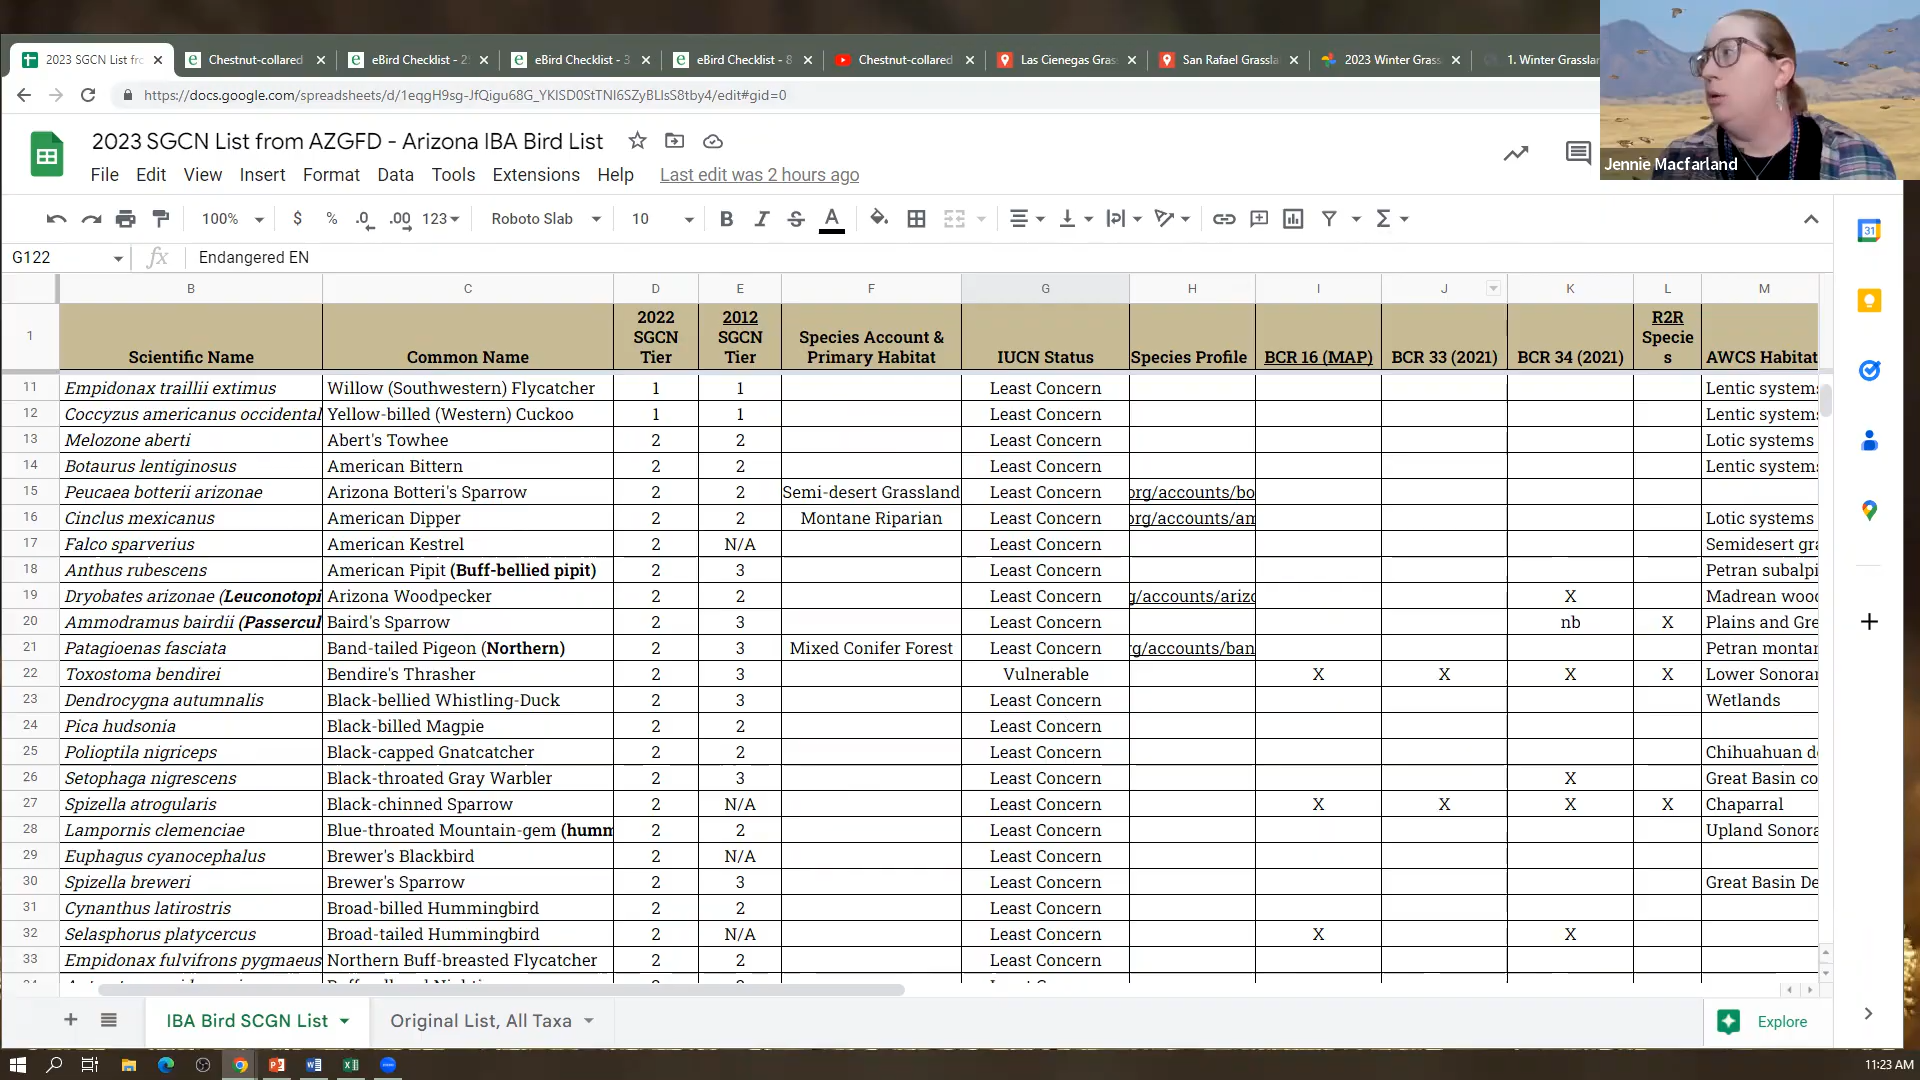 2023 SGCN List fro
Chestnut-collared
eBird Checklist - 2
eBird Checklist - 3
eBird Checklist - 8
Chestnut-collared
Las Cienegas Gras
San Rafael Grassla
2023 Winter Grass
1. Winter Grasslan
https://docs.google.com/spreadsheets/d/1eqgH9sg-JfQigu68G_YKlSD0StTNI6SZyBLIsS8tby4/edit#gid=0
2023 SGCN List from AZGFD - Arizona IBA Bird List
Jennie Macfarland
File Edit View Insert Format Data Tools Extensions Help Last edit was 2 hours ago
100% $ % .0 .00 123 Roboto Slab 10 B I S A
31
G122 fx Endangered EN
B C D E F G H I J K L M
1 Scientific Name Common Name 2022 SGCN Tier 2012 SGCN Tier Species Account & Primary Habitat IUCN Status Species Profile BCR 16 (MAP) BCR 33 (2021) BCR 34 (2021) R2R Species AWCS Habitat
11 Empidonax traillii extimus Willow (Southwestern) Flycatcher 1 1 Least Concern Lentic systems
12 Coccyzus americanus occidental Yellow-billed (Western) Cuckoo 1 1 Least Concern Lentic systems
13 Melozone aberti Abert's Towhee 2 2 Least Concern Lotic systems
14 Botaurus lentiginosus American Bittern 2 2 Least Concern Lentic systems
15 Peucaea botterii arizonae Arizona Botteri's Sparrow 2 2 Semi-desert Grassland Least Concern org/accounts/bo
16 Cinclus mexicanus American Dipper 2 2 Montane Riparian Least Concern org/accounts/am Lotic systems
17 Falco sparverius American Kestrel 2 N/A Least Concern Semidesert gra
18 Anthus rubescens American Pipit (Buff-bellied pipit) 2 3 Least Concern Petran subalpi
19 Dryobates arizonae (Leuconotopi Arizona Woodpecker 2 2 Least Concern g/accounts/arizo X Madrean wood
20 Ammodramus bairdii (Passercul Baird's Sparrow 2 3 Least Concern nb X Plains and Gre
21 Patagioenas fasciata Band-tailed Pigeon (Northern) 2 3 Mixed Conifer Forest Least Concern rg/accounts/ban Petran montan
22 Toxostoma bendirei Bendire's Thrasher 2 3 Vulnerable X X X X Lower Sonoran
23 Dendrocygna autumnalis Black-bellied Whistling-Duck 2 3 Least Concern Wetlands
24 Pica hudsonia Black-billed Magpie 2 2 Least Concern
25 Polioptila nigriceps Black-capped Gnatcatcher 2 2 Least Concern Chihuahuan de
26 Setophaga nigrescens Black-throated Gray Warbler 2 3 Least Concern X Great Basin co
27 Spizella atrogularis Black-chinned Sparrow 2 N/A Least Concern X X X X Chaparral
28 Lampornis clemenciae Blue-throated Mountain-gem (humm 2 2 Least Concern Upland Sonora
29 Euphagus cyanocephalus Brewer's Blackbird 2 N/A Least Concern
30 Spizella breweri Brewer's Sparrow 2 3 Least Concern Great Basin De
31 Cynanthus latirostris Broad-billed Hummingbird 2 2 Least Concern
32 Selasphorus platycercus Broad-tailed Hummingbird 2 N/A Least Concern X X
33 Empidonax fulvifrons pygmaeus Northern Buff-breasted Flycatcher 2 2 Least Concern
IBA Bird SCGN List Original List, All Taxa Explore
11:23 AM